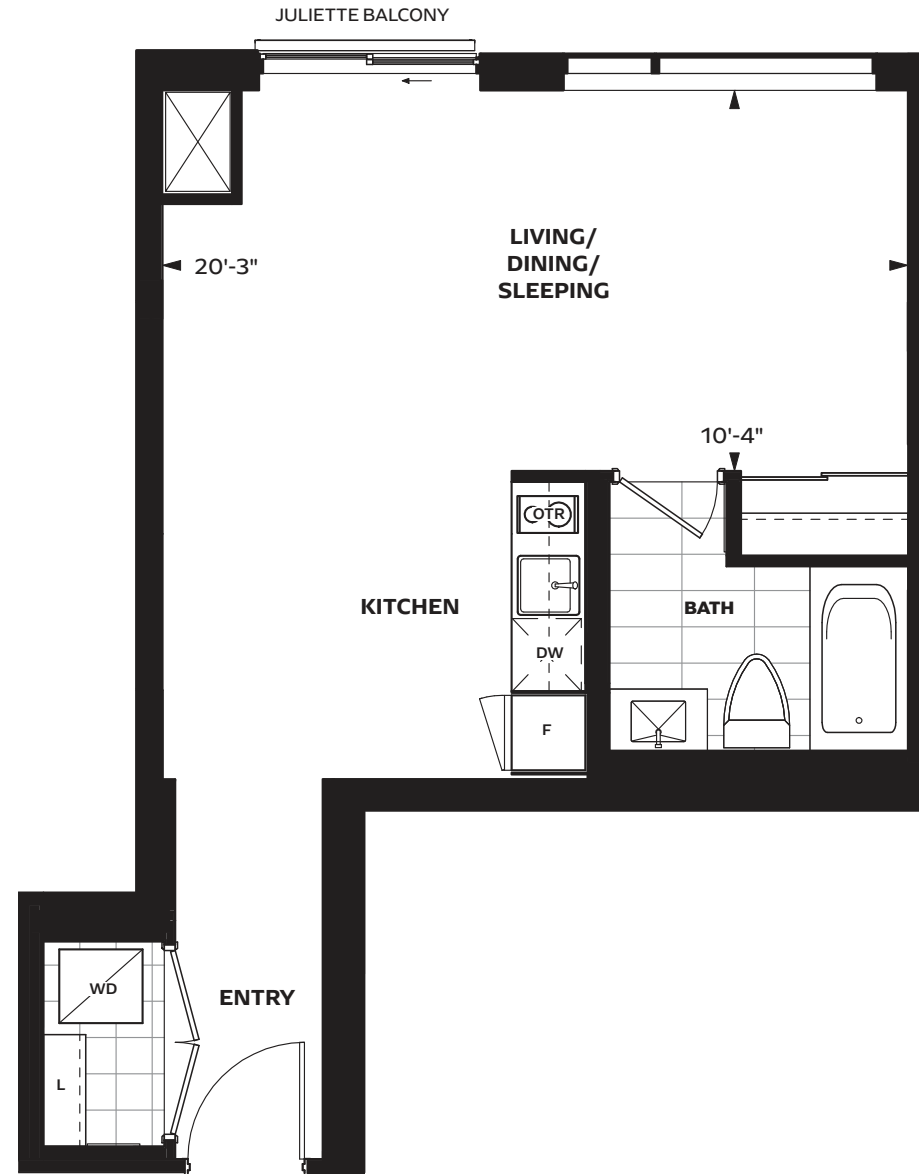 JULIETTE BALCONY
LIVING/
DINING/
SLEEPING
20'-3"
10'-4"
OTR
KITCHEN
BATH
DW
F
WD
ENTRY
L